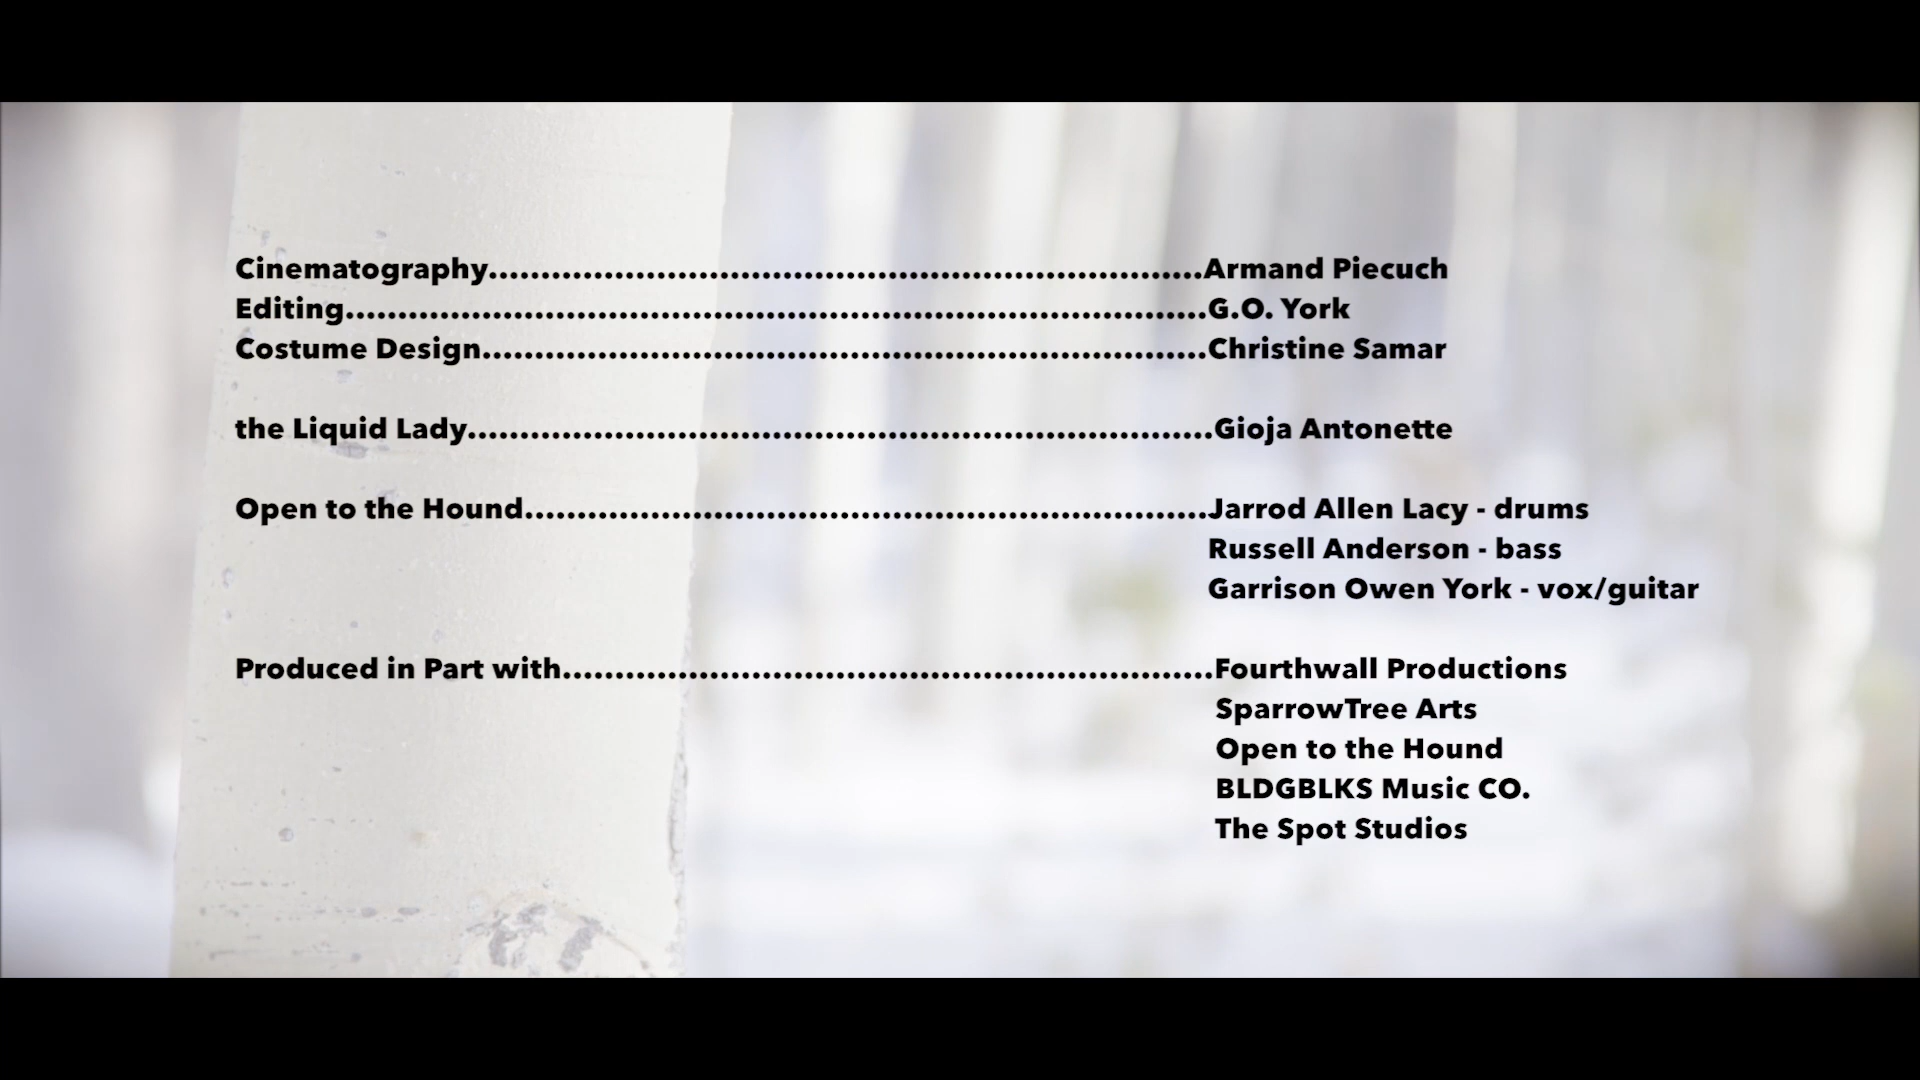 Cinematography....................................................................Armand Piecuch
Editing..................................................................................G.O. York
Costume Design.....................................................................Christine Samar
the Liquid Lady.......................................................................Gioja Antonette
Open to the Hound.................................................................Jarrod Allen Lacy - drums
Russell Anderson - bass
Garrison Owen York - vox/guitar
Produced in Part with..............................................................Fourthwall Productions
SparrowTree Arts
Open to the Hound
BLDGBLKS Music CO.
The Spot Studios